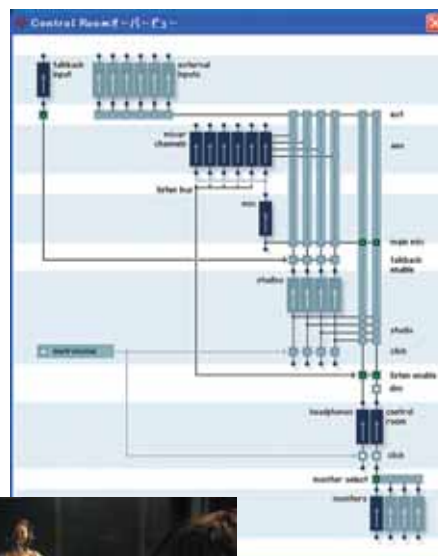 Control Roomオーバービュー
talkback input
external inputs
ext
mixer channels
aux
listen bus
mix
main mix
talkback enable
studios
studio
metronome
click
listen enable
dim
headphones
control room
click
monitor select
monitors